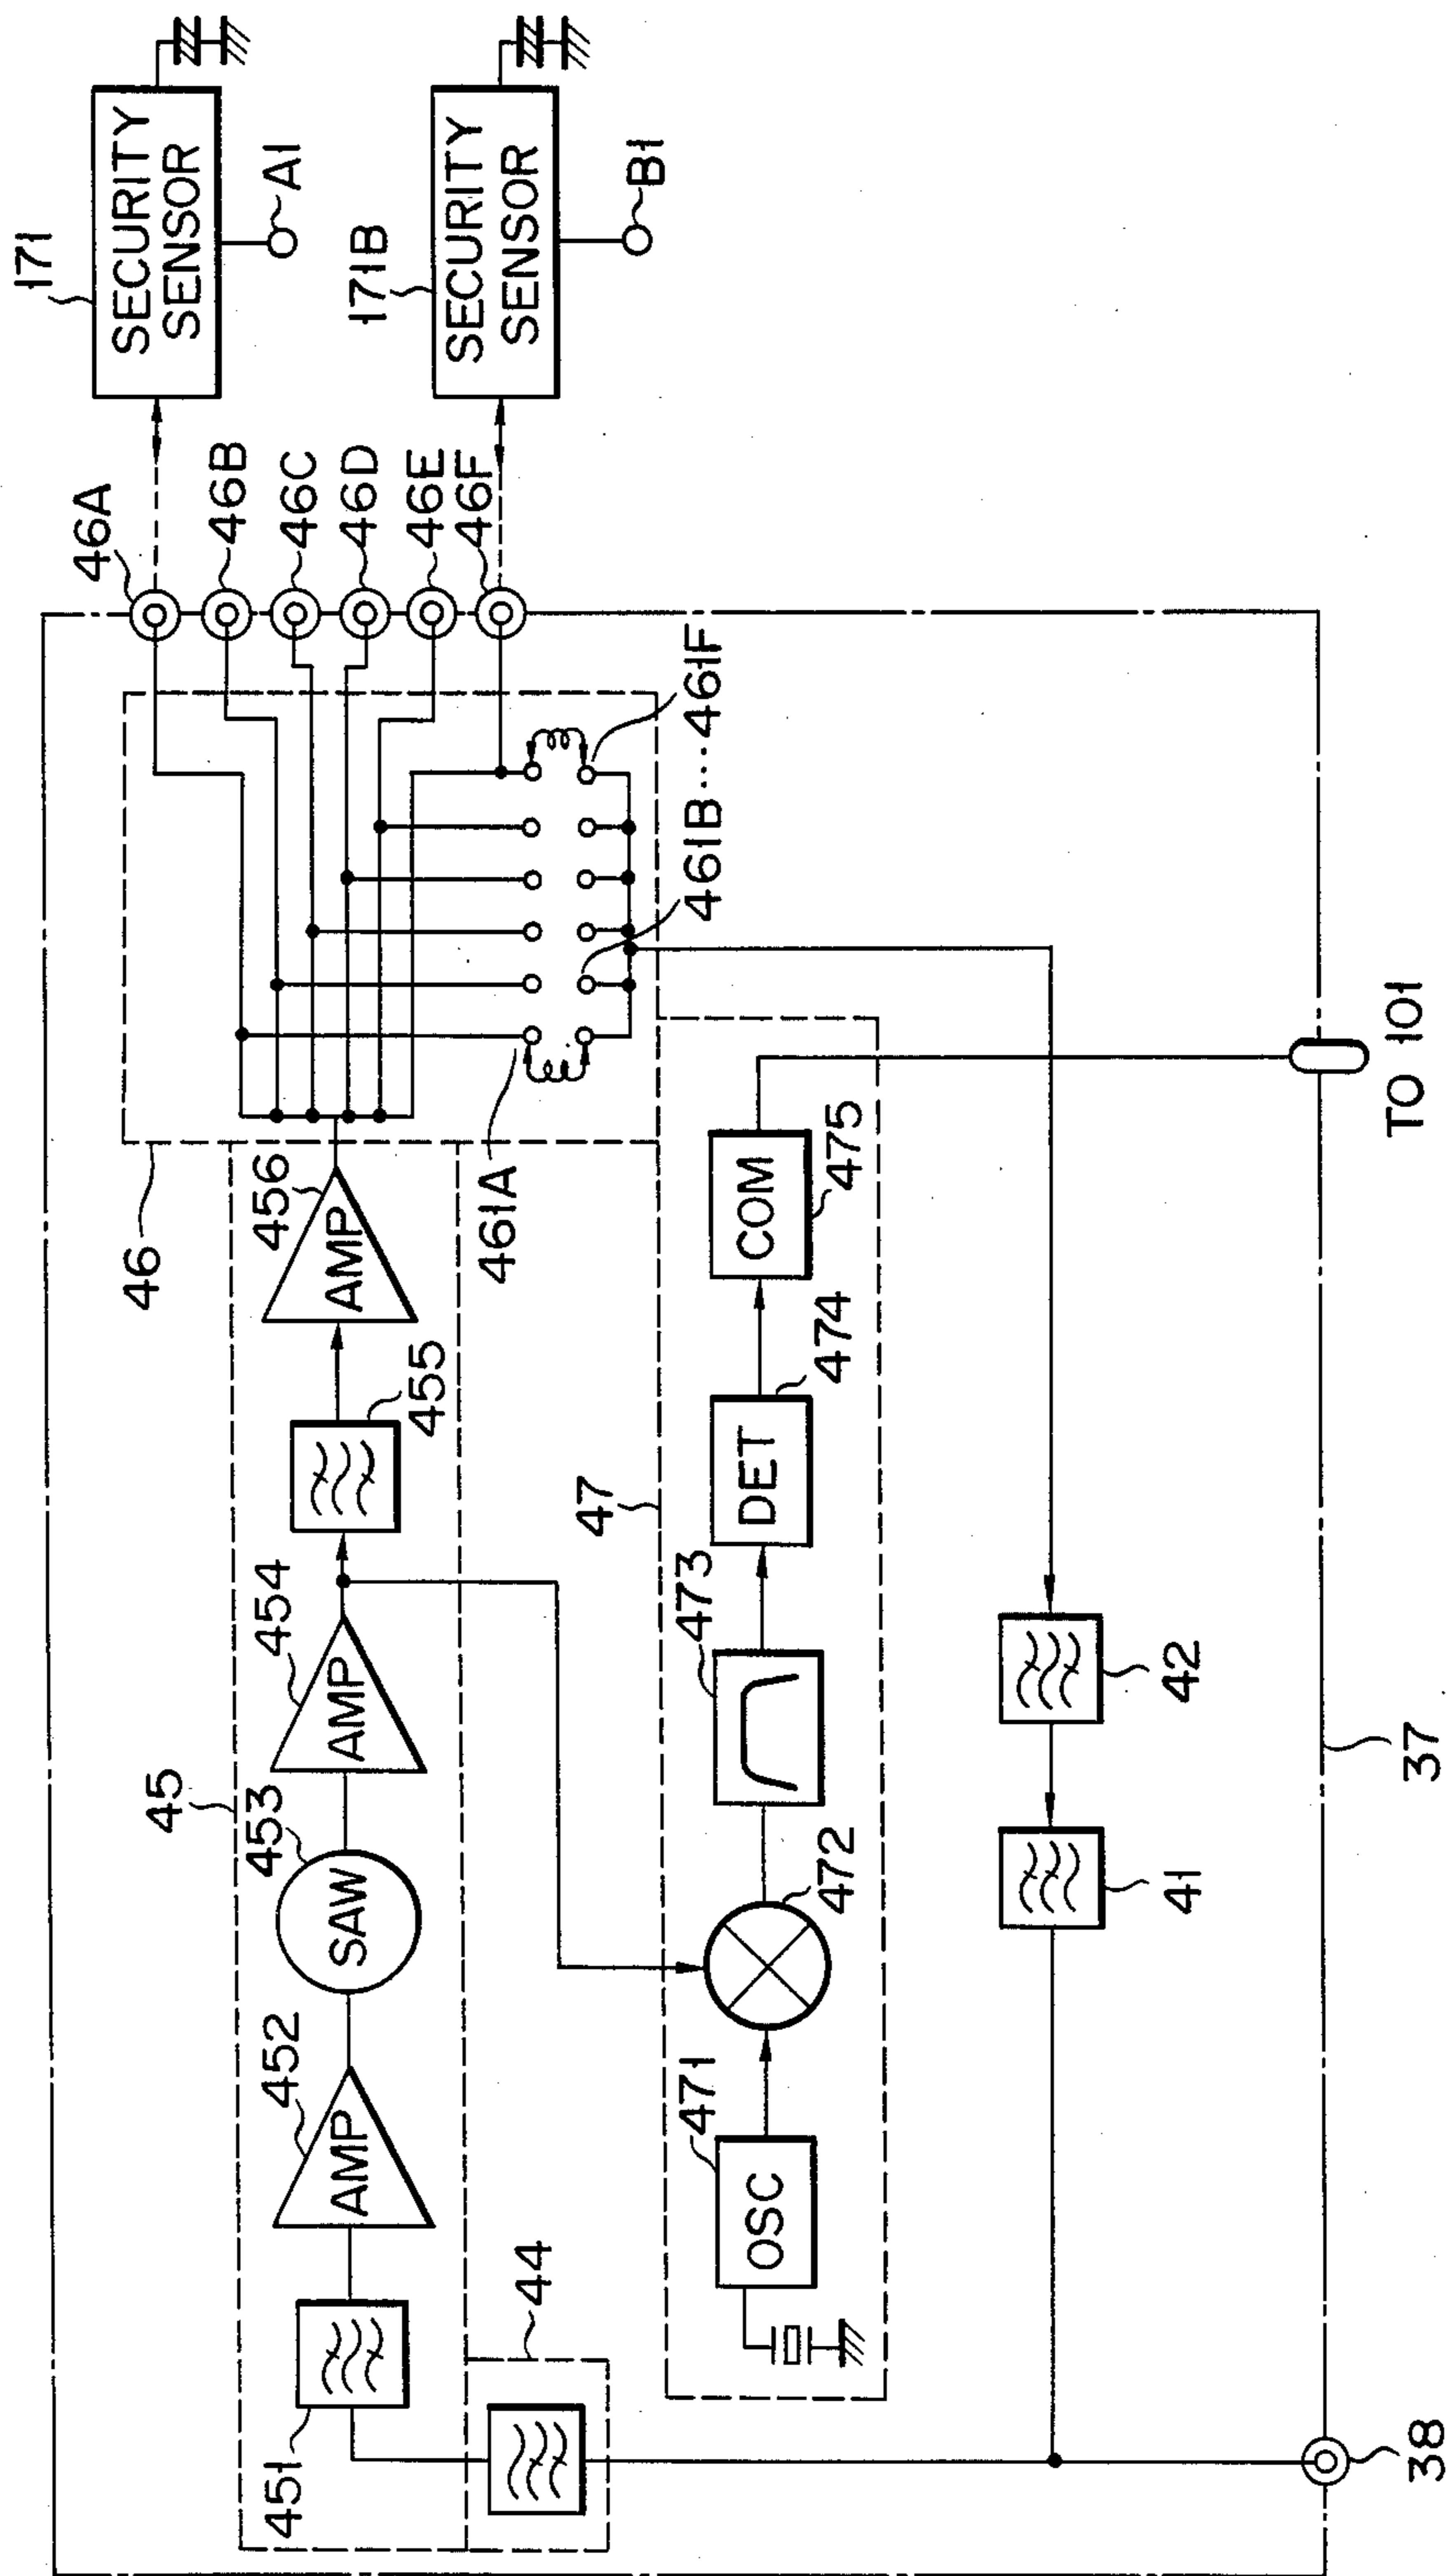 171
SECURITY
SENSOR
A1
171B
SECURITY
SENSOR
B1
46A
46B
46C
46D
46E
46F
46
461A
461B...461F
45
451
452
AMP
453
SAW
454
AMP
455
456
AMP
44
47
471
OSC
472
473
474
DET
475
COM
42
41
TO 101
37
38